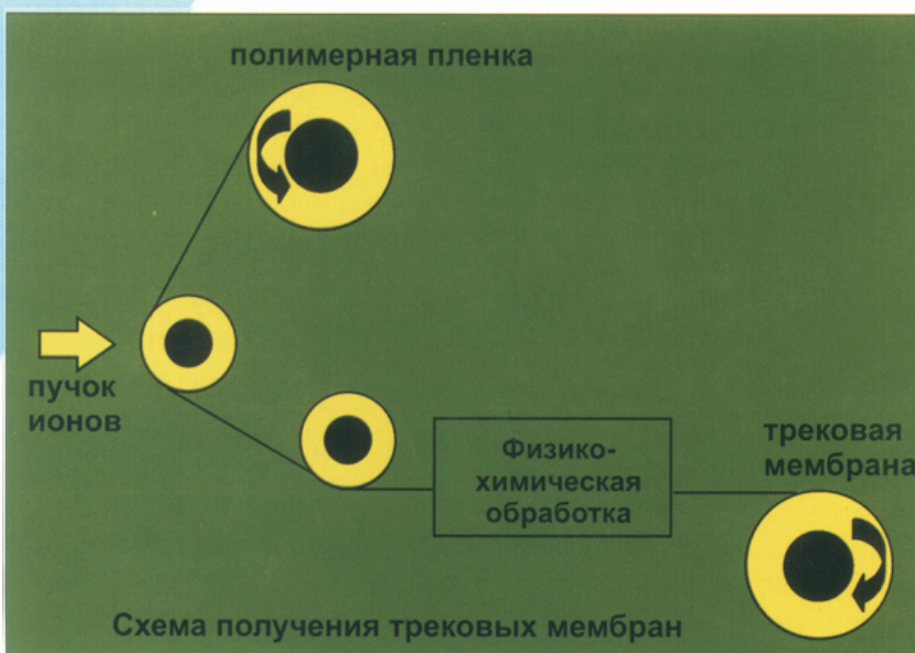 полимерная пленка
пучок
ионов
Физико-
химическая
обработка
трековая
мембрана
Схема получения трековых мембран